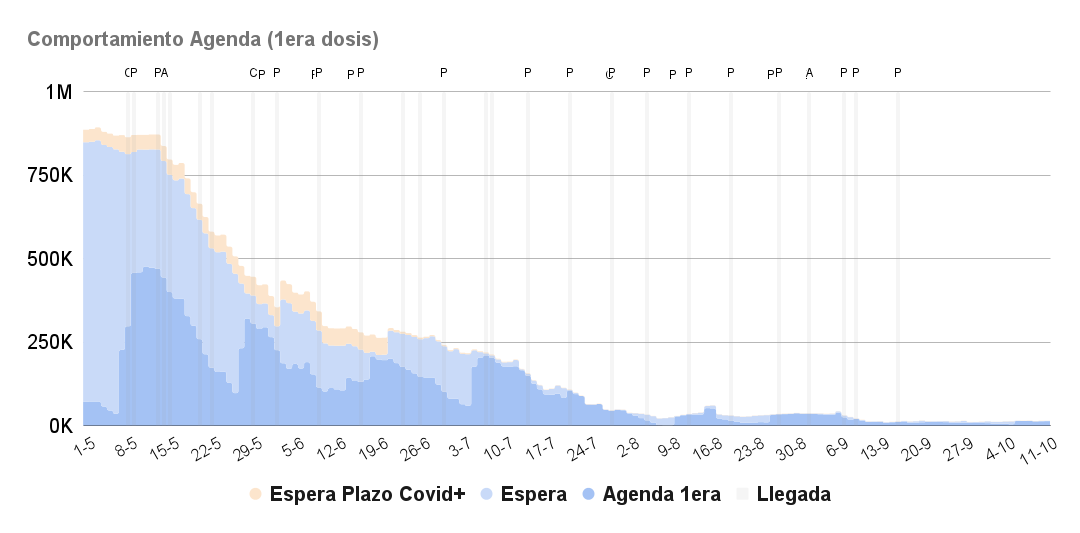 Comportamiento Agenda (1era dosis)
P PA C P P P P P P P P P P P P P P P A P P P
1M
750K
500K
250K
0K
1-5 8-5 15-5 22-5 29-5 5-6 12-6 19-6 26-6 3-7 10-7 17-7 24-7 2-8 9-8 16-8 23-8 30-8 6-9 13-9 20-9 27-9 4-10 11-10
Espera Plazo Covid+ Espera Agenda 1era Llegada